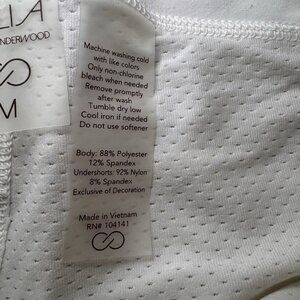 UNDERWOOD
M
Machine washing cold
with like colors
Only non-chlorine
bleach when needed
Remove promptly
after wash
Tumble dry low
Cool iron if needed
Do not use softener
Body: 88% Polyester
12% Spandex
Undershorts: 92% Nylon
8% Spandex
Exclusive of Decoration
Made in Vietnam
RN# 104141